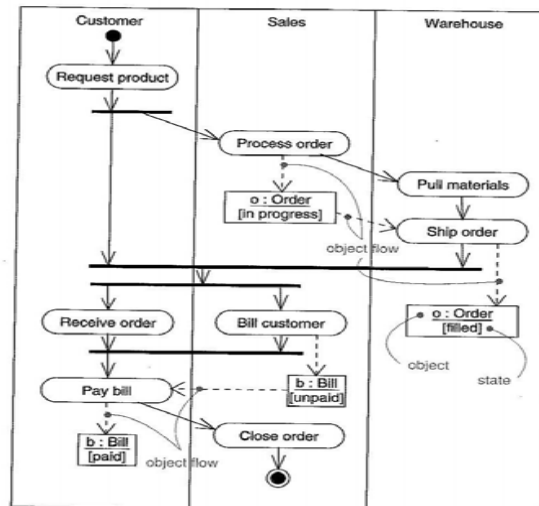 Customer
Sales
Warehouse
Request product
Process order
Pull materials
o : Order
[in progress]
Ship order
object flow
o : Order
[filled]
Receive order
Bill customer
object
state
Pay bill
b : Bill
[unpaid]
b : Bill
[paid]
Close order
object flow